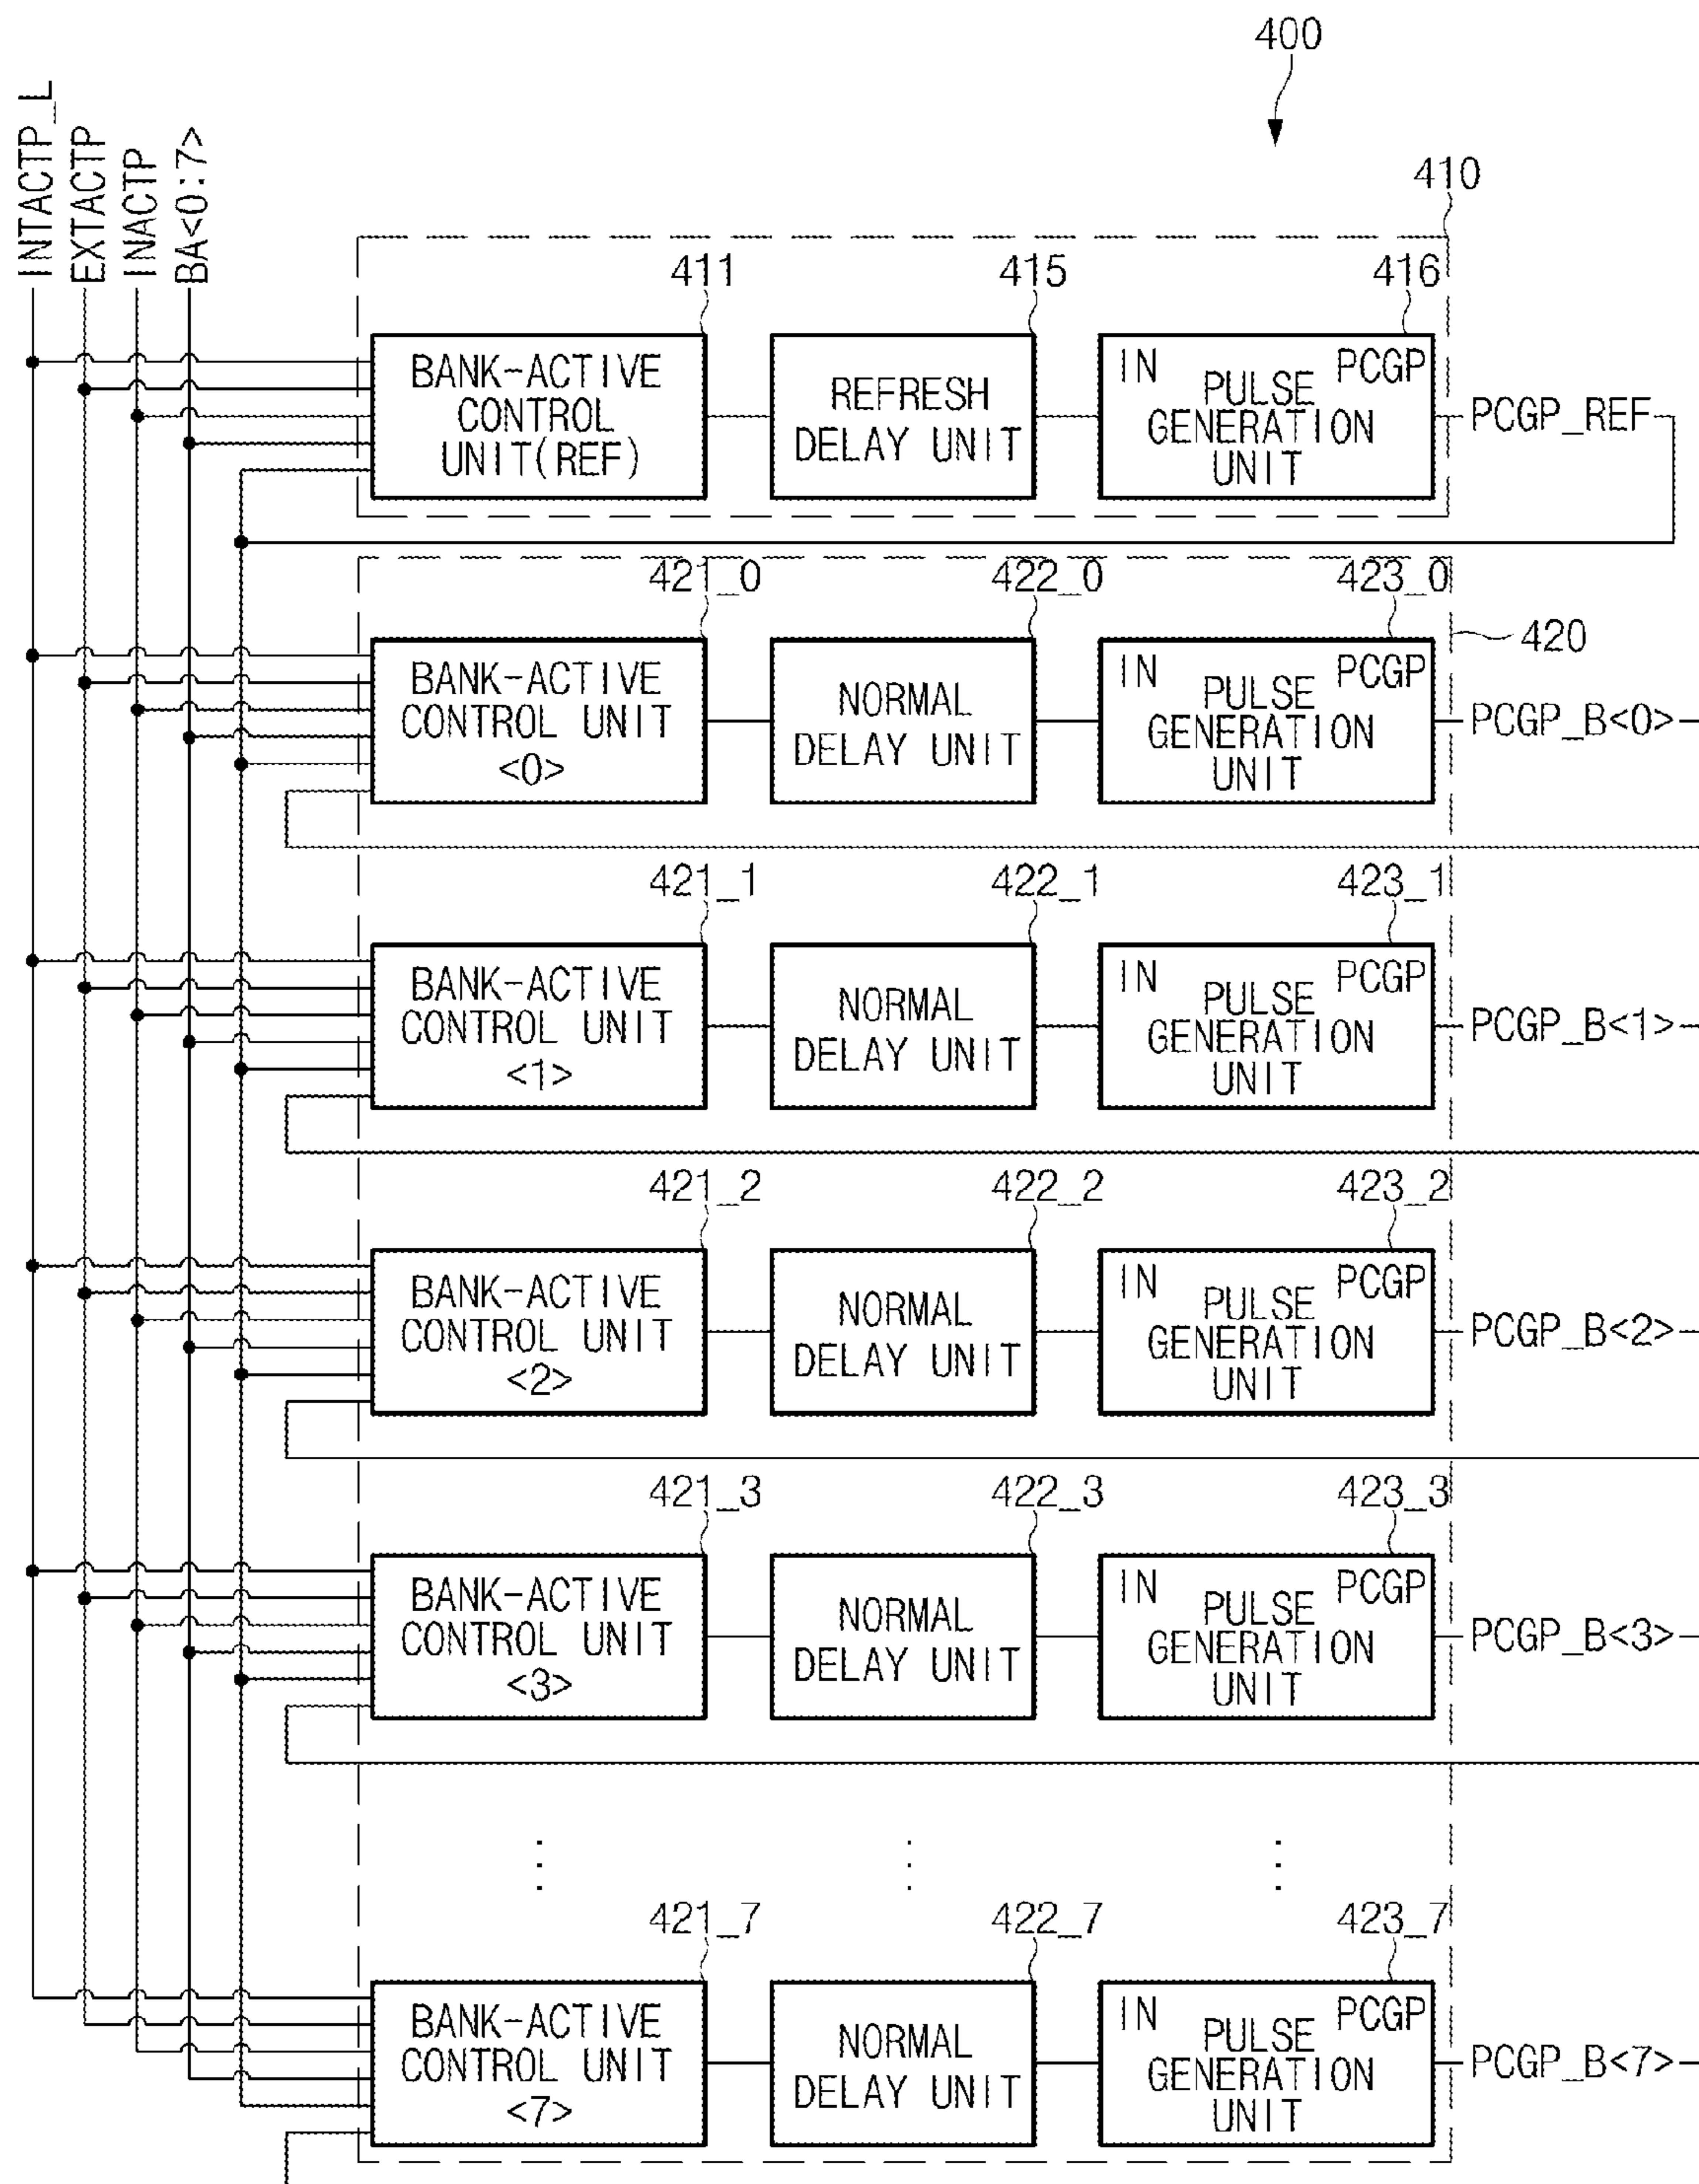 400
INTACTP_L
EXTACTP
INACTP
BA<0:7>
410
411
415
416
BANK-ACTIVE
CONTROL
UNIT(REF)
REFRESH
DELAY UNIT
IN
PCGP
PULSE
GENERATION
UNIT
PCGP_REF
420
421_0
422_0
423_0
BANK-ACTIVE
CONTROL UNIT
<0>
NORMAL
DELAY UNIT
IN
PCGP
PULSE
GENERATION
UNIT
PCGP_B<0>
421_1
422_1
423_1
BANK-ACTIVE
CONTROL UNIT
<1>
NORMAL
DELAY UNIT
IN
PCGP
PULSE
GENERATION
UNIT
PCGP_B<1>
421_2
422_2
423_2
BANK-ACTIVE
CONTROL UNIT
<2>
NORMAL
DELAY UNIT
IN
PCGP
PULSE
GENERATION
UNIT
PCGP_B<2>
421_3
422_3
423_3
BANK-ACTIVE
CONTROL UNIT
<3>
NORMAL
DELAY UNIT
IN
PCGP
PULSE
GENERATION
UNIT
PCGP_B<3>
421_7
422_7
423_7
BANK-ACTIVE
CONTROL UNIT
<7>
NORMAL
DELAY UNIT
IN
PCGP
PULSE
GENERATION
UNIT
PCGP_B<7>